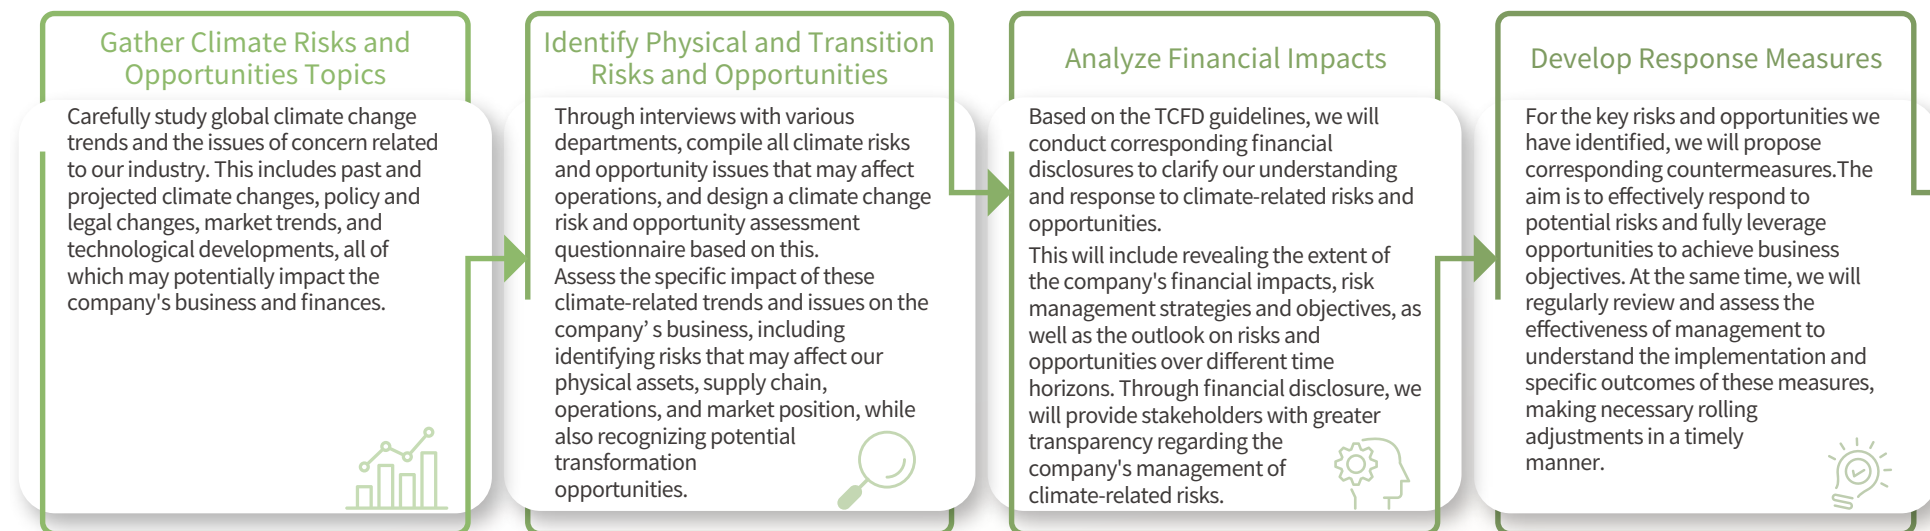 Gather Climate Risks and
Opportunities Topics
Carefully study global climate change
trends and the issues of concern related
to our industry. This includes past and
projected climate changes, policy and
legal changes, market trends, and
technological developments, all of
which may potentially impact the
company's business and finances.
Identify Physical and Transition
Risks and Opportunities
Through interviews with various
departments, compile all climate risks
and opportunity issues that may affect
operations, and design a climate change
risk and opportunity assessment
questionnaire based on this.
Assess the specific impact of these
climate-related trends and issues on the
company’ s business, including
identifying risks that may affect our
physical assets, supply chain,
operations, and market position, while
also recognizing potential
transformation
opportunities.
Analyze Financial Impacts
Based on the TCFD guidelines, we will
conduct corresponding financial
disclosures to clarify our understanding
and response to climate-related risks and
opportunities.
This will include revealing the extent of
the company's financial impacts, risk
management strategies and objectives, as
well as the outlook on risks and
opportunities over different time
horizons. Through financial disclosure, we
will provide stakeholders with greater
transparency regarding the
company's management of
climate-related risks.
Develop Response Measures
For the key risks and opportunities we
have identified, we will propose
corresponding countermeasures.The
aim is to effectively respond to
potential risks and fully leverage
opportunities to achieve business
objectives. At the same time, we will
regularly review and assess the
effectiveness of management to
understand the implementation and
specific outcomes of these measures,
making necessary rolling
adjustments in a timely
manner.